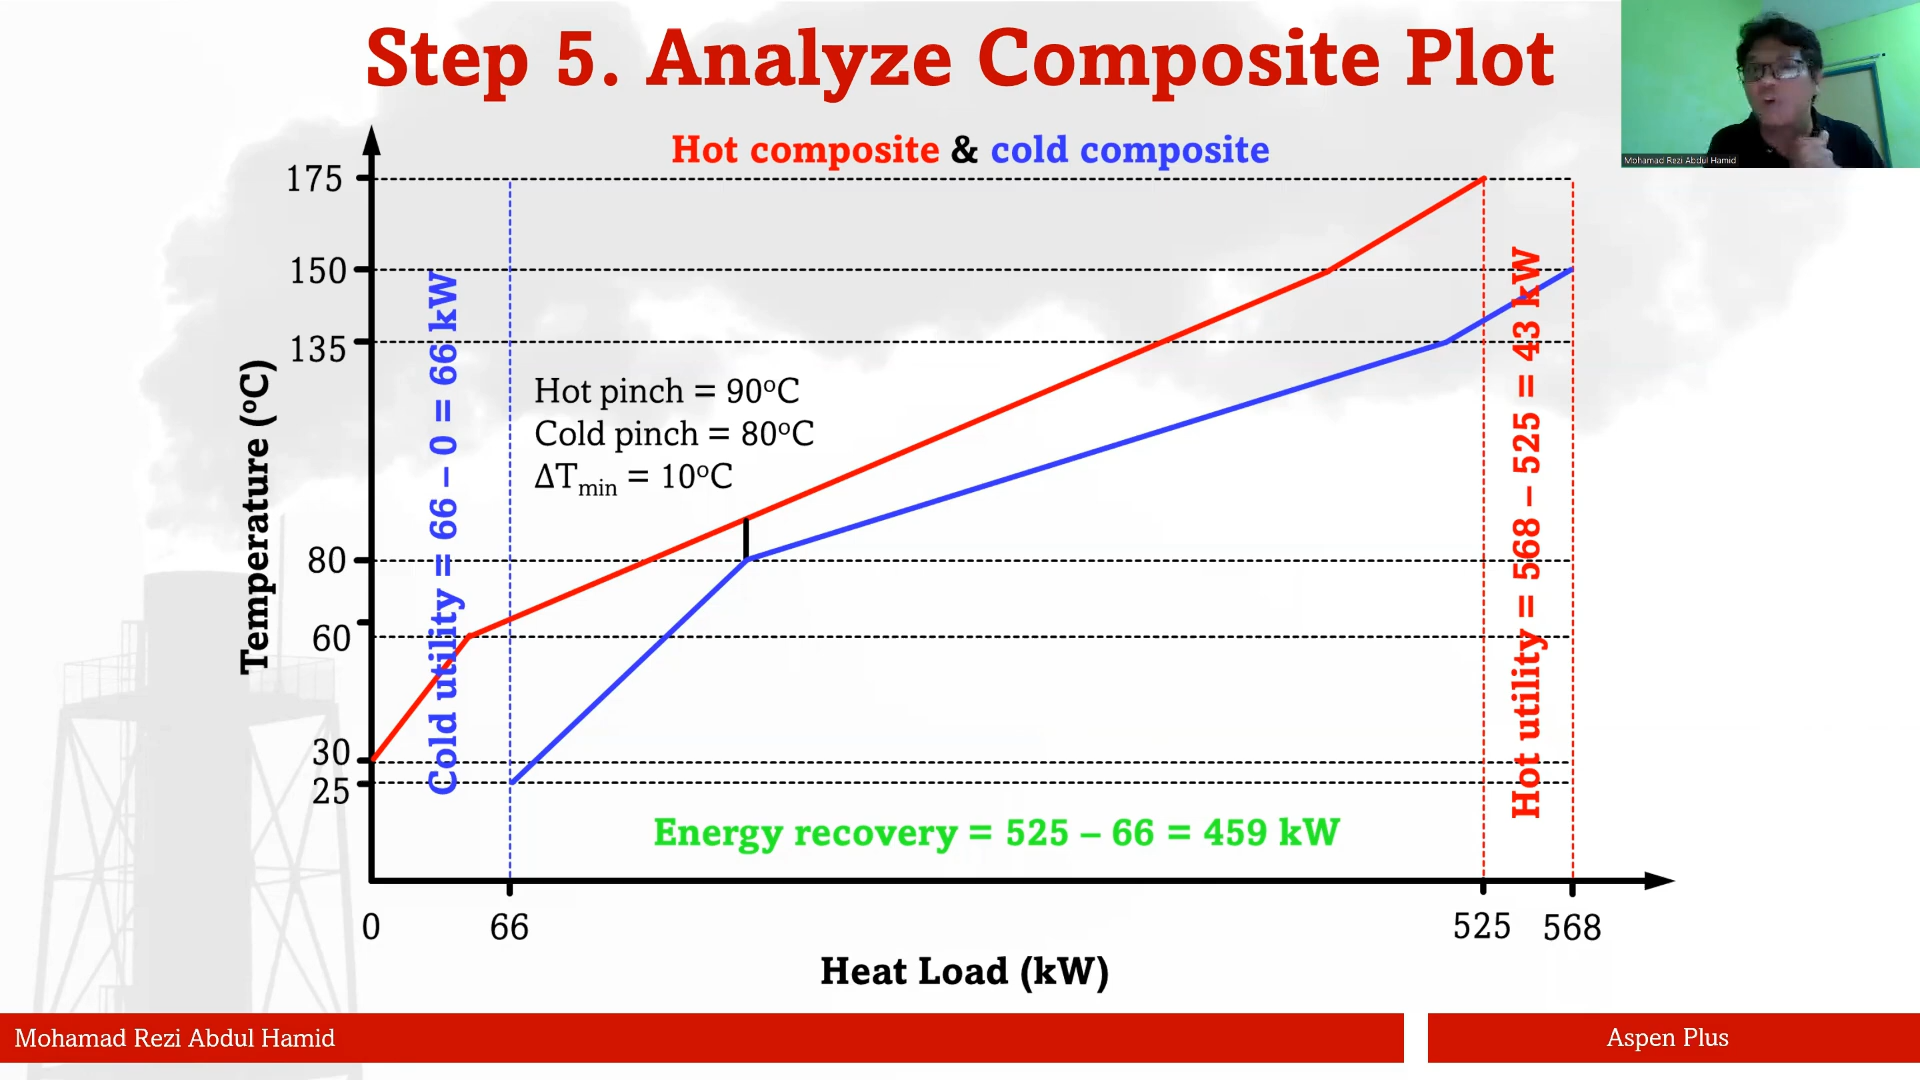 Step 5. Analyze Composite Plot
Mohamad Rezi Abdul Hamid
Hot composite & cold composite
175
150
135
80
60
30
25
Temperature (ºC)
Cold utility = 66 – 0 = 66 kW
Hot pinch = 90ºC
Cold pinch = 80ºC
ΔTmin = 10ºC
Hot utility = 568 – 525 = 43 kW
Energy recovery = 525 – 66 = 459 kW
0 66 525 568
Heat Load (kW)
Mohamad Rezi Abdul Hamid
Aspen Plus